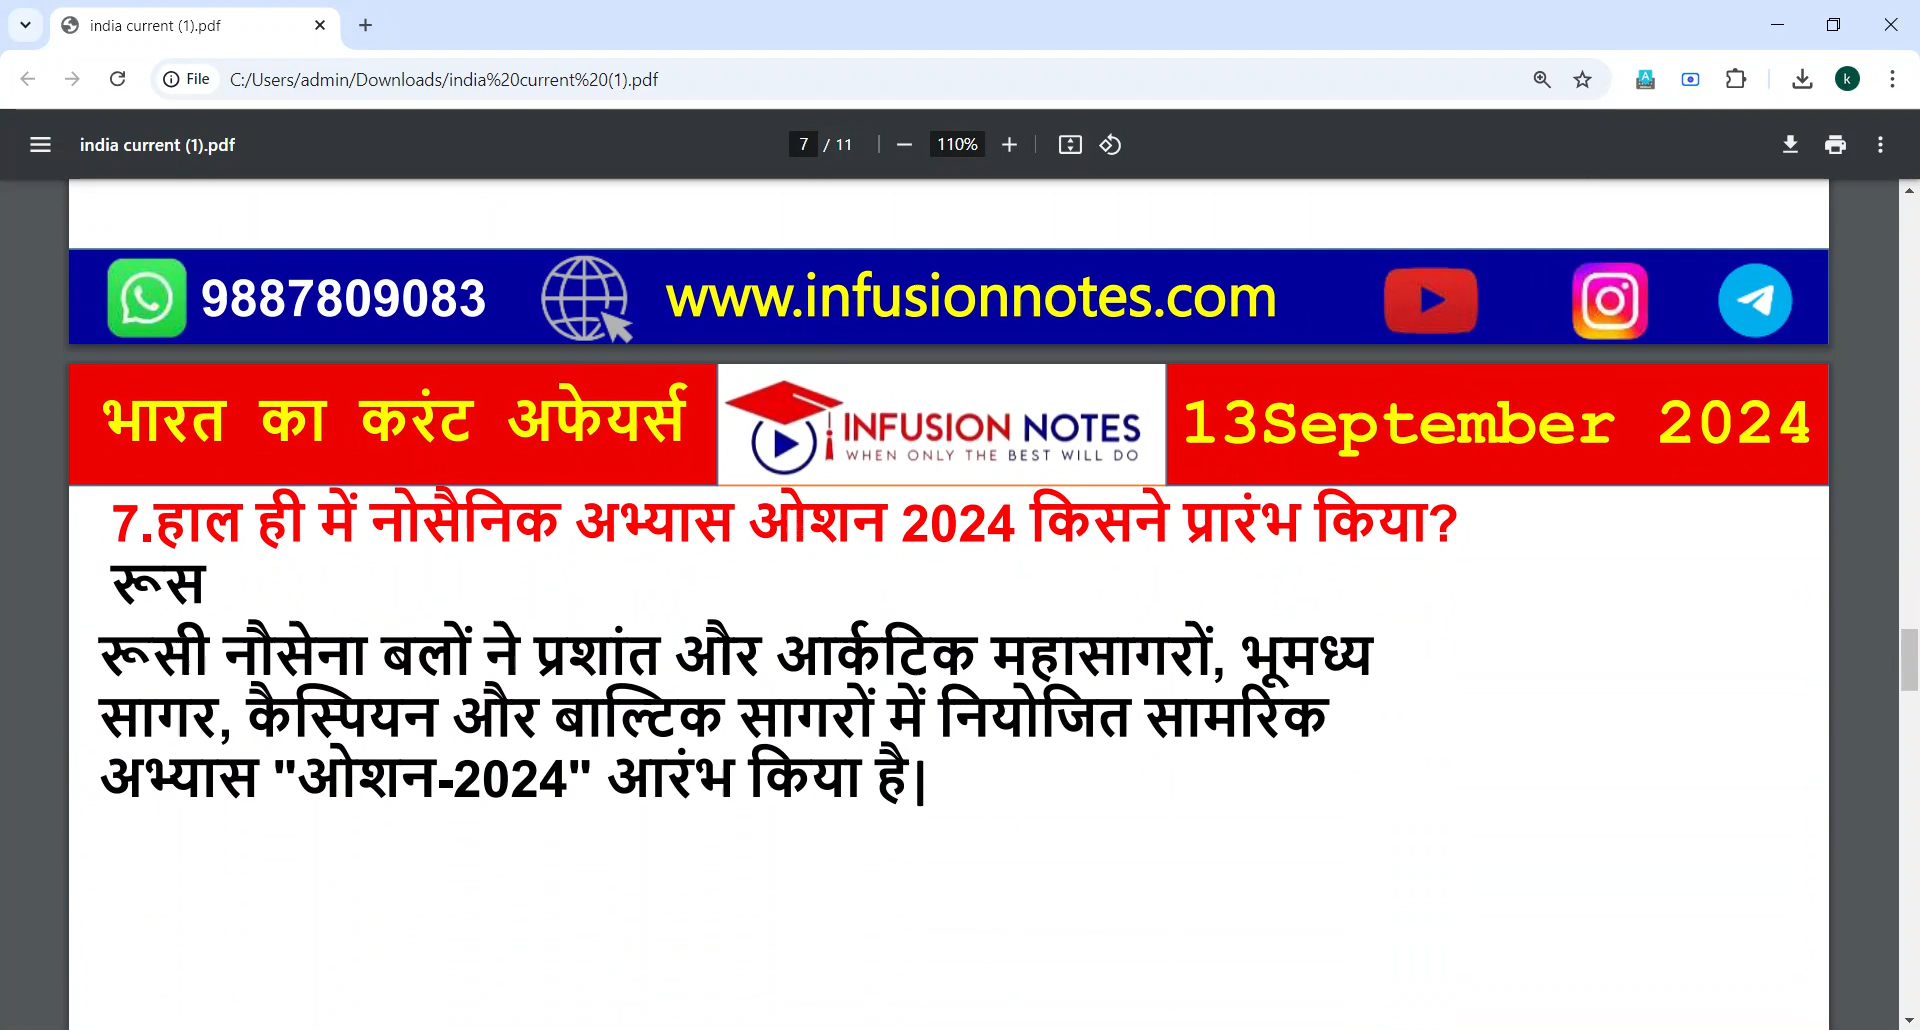 india current (1).pdf
File C:/Users/admin/Downloads/india%20current%20(1).pdf
k
india current (1).pdf
7 / 11
110%
9887809083 www.infusionnotes.com
भारत का करंट अफेयर्स
INFUSION NOTES
WHEN ONLY THE BEST WILL DO
13September 2024
7.हाल ही में नोसैनिक अभ्यास ओशन 2024 किसने प्रारंभ किया?
रूस
रूसी नौसेना बलों ने प्रशांत और आर्कटिक महासागरों, भूमध्य
सागर, कैस्पियन और बाल्टिक सागरों में नियोजित सामरिक
अभ्यास "ओशन-2024" आरंभ किया है|